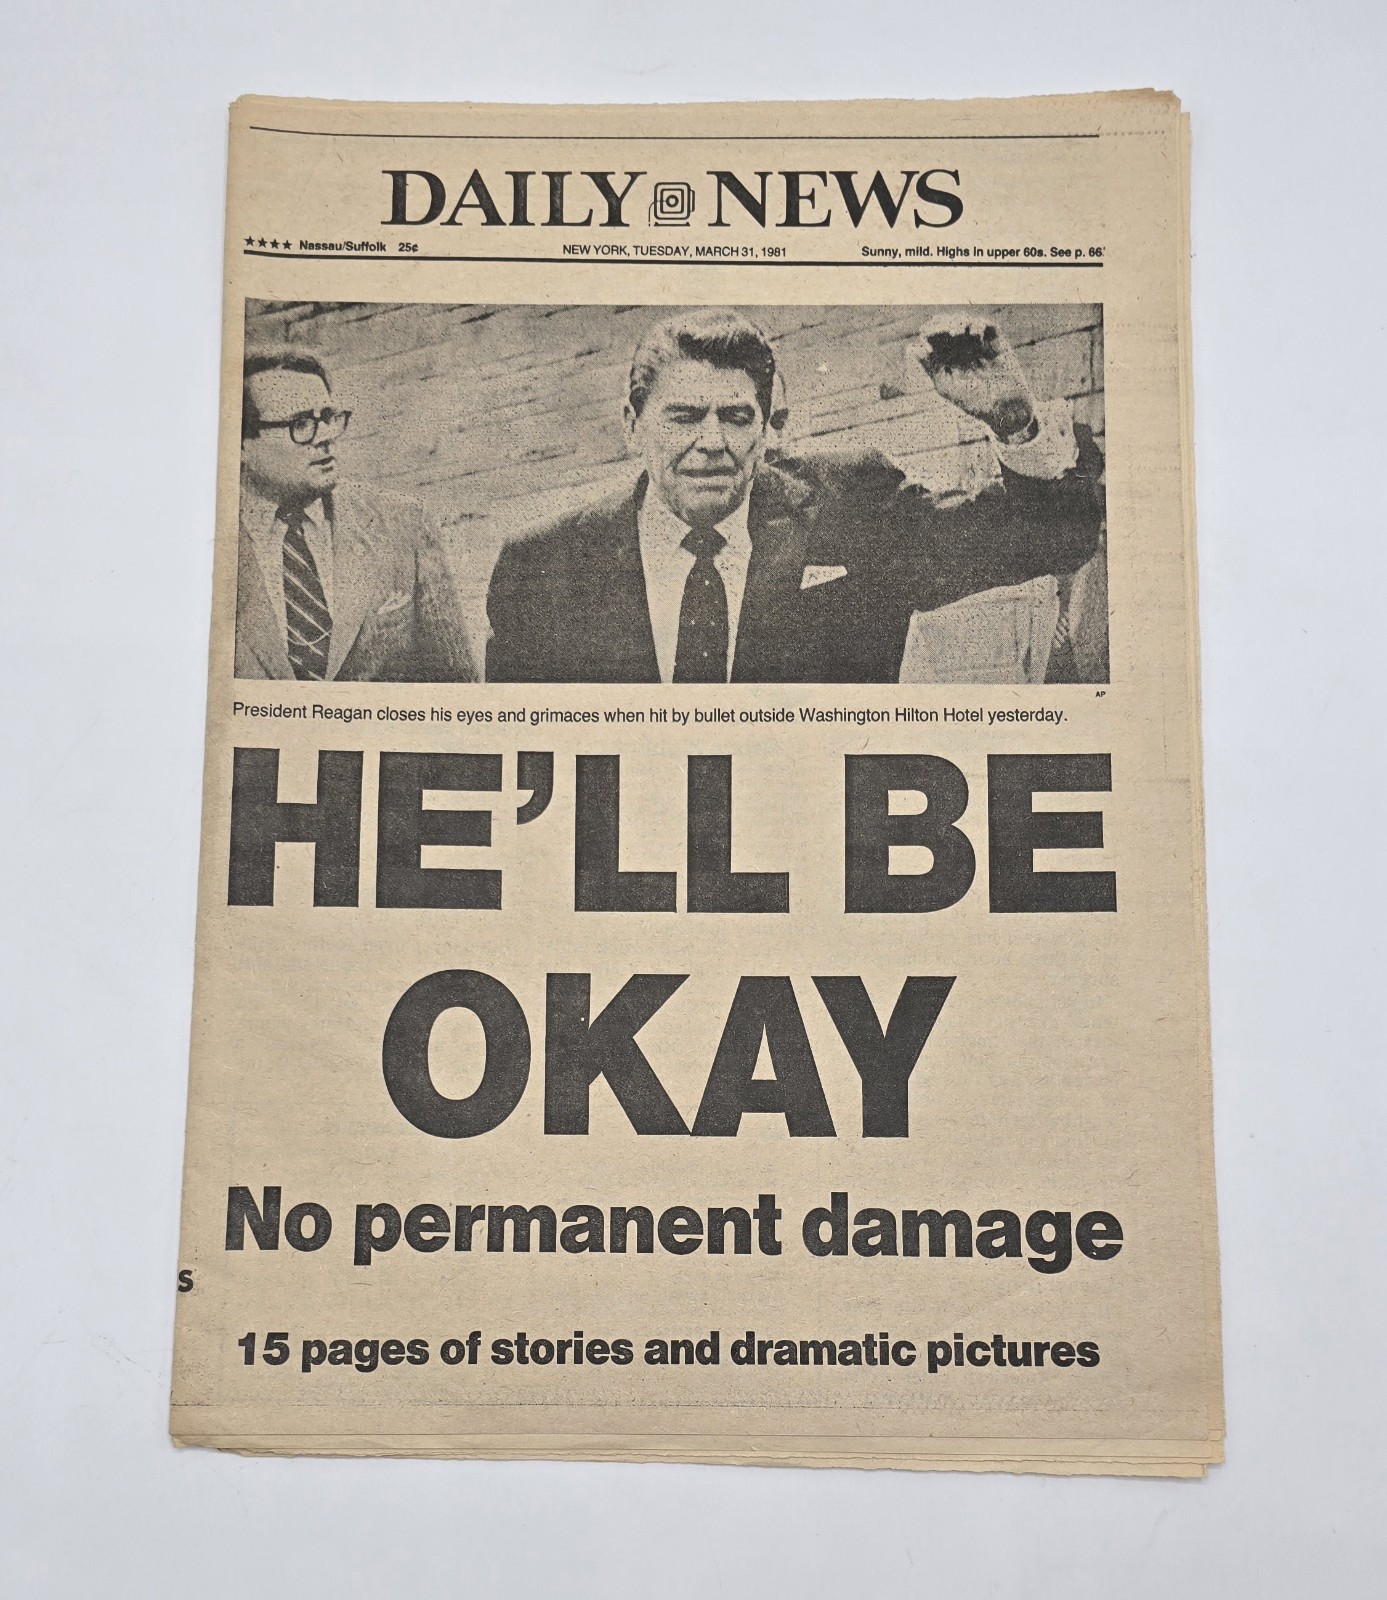 DAILY NEWS
★★★★ Nassau/Suffolk 25¢ NEW YORK, TUESDAY, MARCH 31, 1981 Sunny, mild. Highs in upper 60s. See p. 66
AP
President Reagan closes his eyes and grimaces when hit by bullet outside Washington Hilton Hotel yesterday.
HE'LL BE
OKAY
No permanent damage
S
15 pages of stories and dramatic pictures